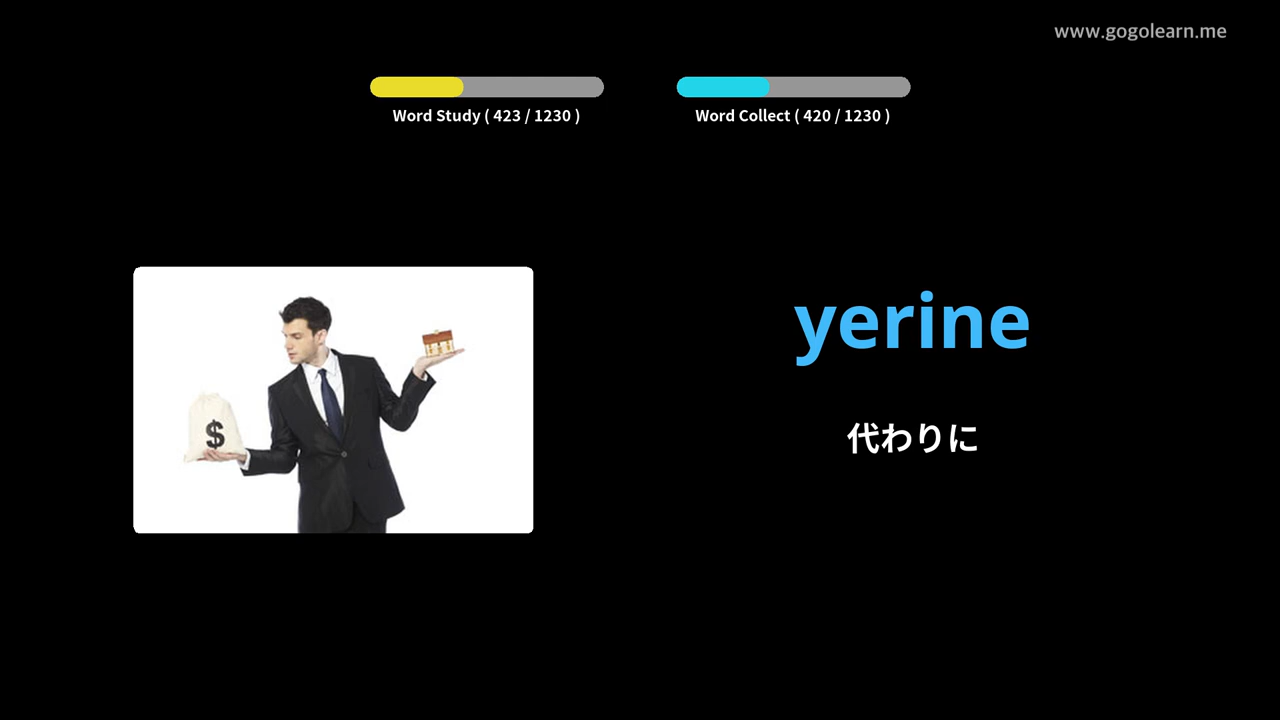 www.gogolearn.me
Word Study ( 423 / 1230 )
Word Collect ( 420 / 1230 )
$
yerine
代わりに